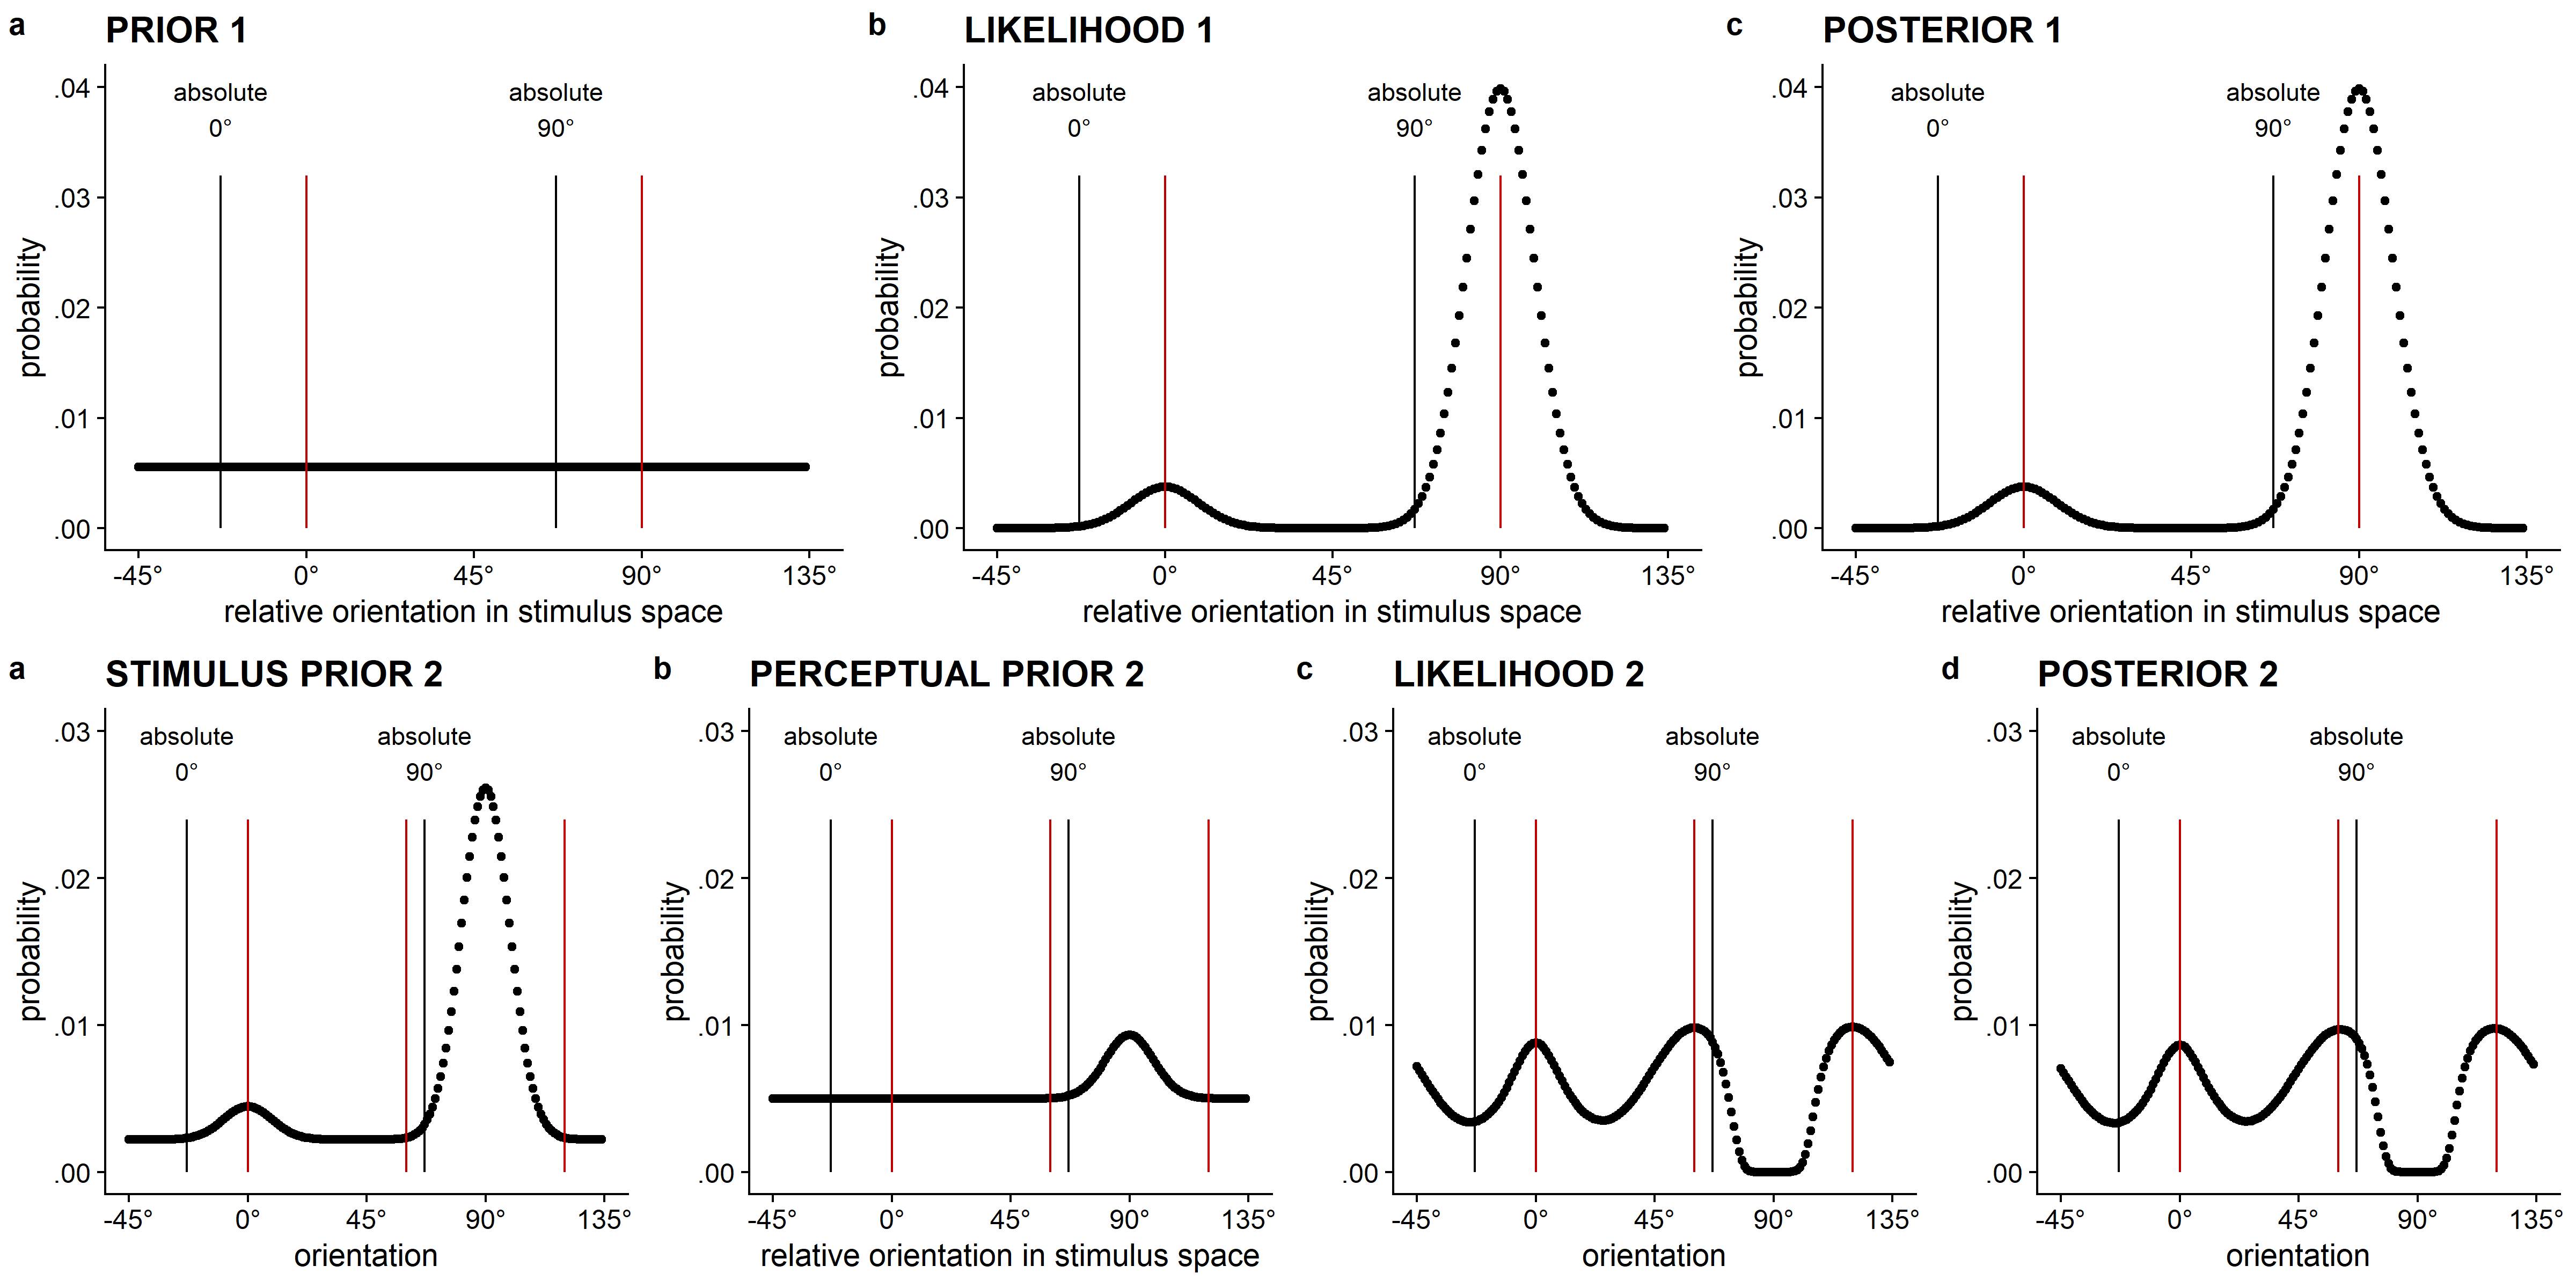 a PRIOR 1
.04
.03
.02
.01
.00
absolute absolute
0° 90°
probability
-45° 0° 45° 90° 135°
relative orientation in stimulus space
b LIKELIHOOD 1
.04
.03
.02
.01
.00
absolute absolute
0° 90°
probability
-45° 0° 45° 90° 135°
relative orientation in stimulus space
c POSTERIOR 1
.04
.03
.02
.01
.00
absolute absolute
0° 90°
probability
-45° 0° 45° 90° 135°
relative orientation in stimulus space
a STIMULUS PRIOR 2
.03
.02
.01
.00
absolute absolute
0° 90°
probability
-45° 0° 45° 90° 135°
orientation
b PERCEPTUAL PRIOR 2
.03
.02
.01
.00
absolute absolute
0° 90°
probability
-45° 0° 45° 90° 135°
relative orientation in stimulus space
c LIKELIHOOD 2
.03
.02
.01
.00
absolute absolute
0° 90°
probability
-45° 0° 45° 90° 135°
orientation
d POSTERIOR 2
.03
.02
.01
.00
absolute absolute
0° 90°
probability
-45° 0° 45° 90° 135°
orientation